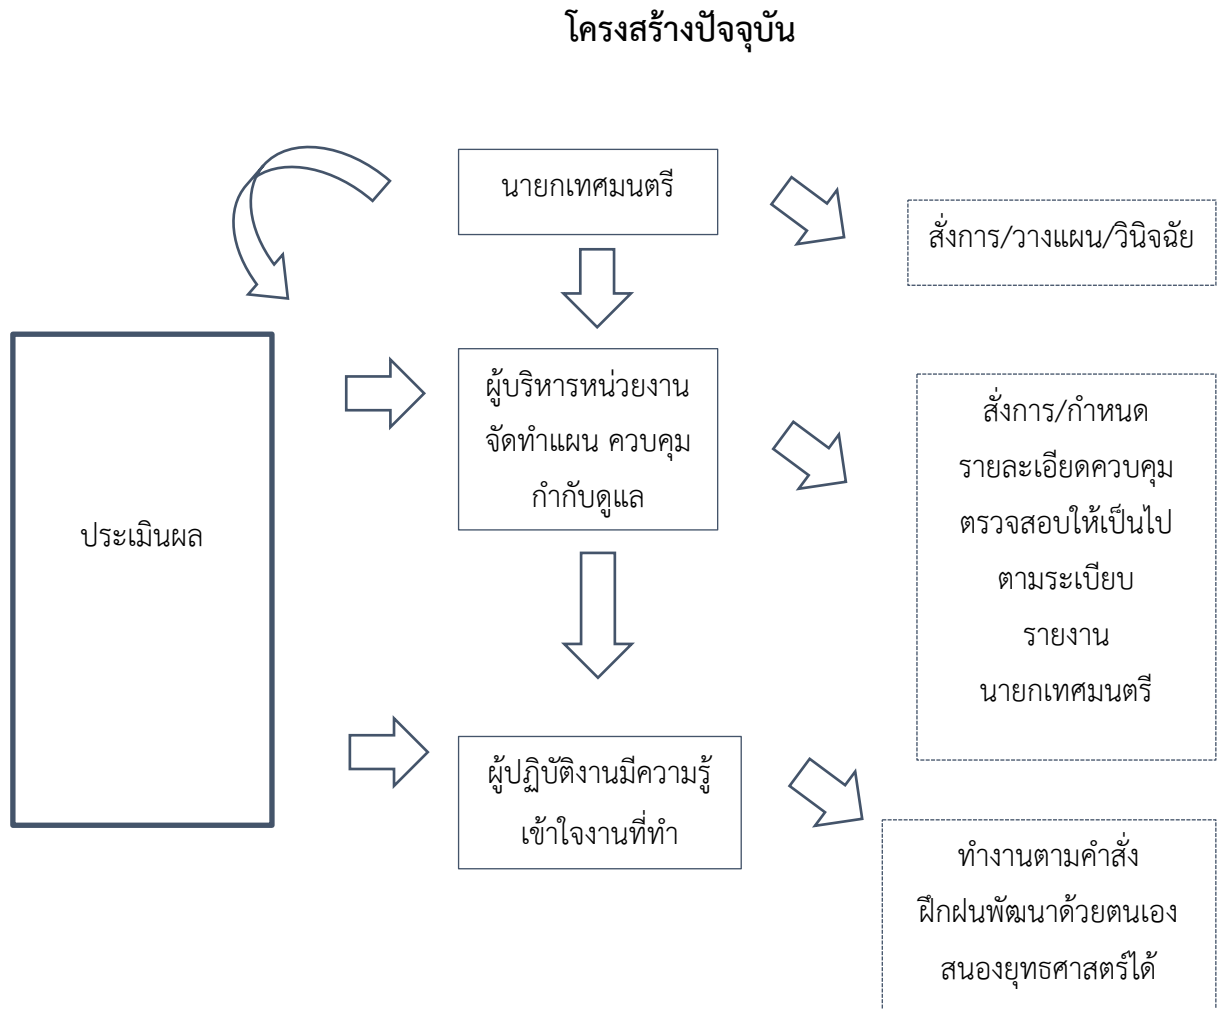 โครงสร้างปัจจุบัน
นายกเทศมนตรี
สั่งการ/วางแผน/วินิจฉัย
ผู้บริหารหน่วยงาน
จัดทำแผน ควบคุม
กำกับดูแล
สั่งการ/กำหนด
รายละเอียดควบคุม
ตรวจสอบให้เป็นไป
ตามระเบียบ
รายงาน
นายกเทศมนตรี
ประเมินผล
ผู้ปฏิบัติงานมีความรู้
เข้าใจงานที่ทำ
ทำงานตามคำสั่ง
ฝึกฝนพัฒนาด้วยตนเอง
สนองยุทธศาสตร์ได้